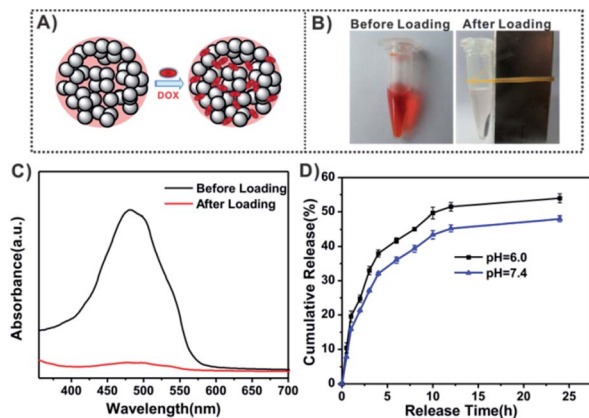 A)
DOX
B)
Before Loading
After Loading
C)
Before Loading
After Loading
Absorbance(a.u.)
400
450
500
550
600
650
700
Wavelength(nm)
D)
60
50
40
30
20
10
0
pH=6.0
pH=7.4
Cumulative Release(%)
0
5
10
15
20
25
Release Time(h)